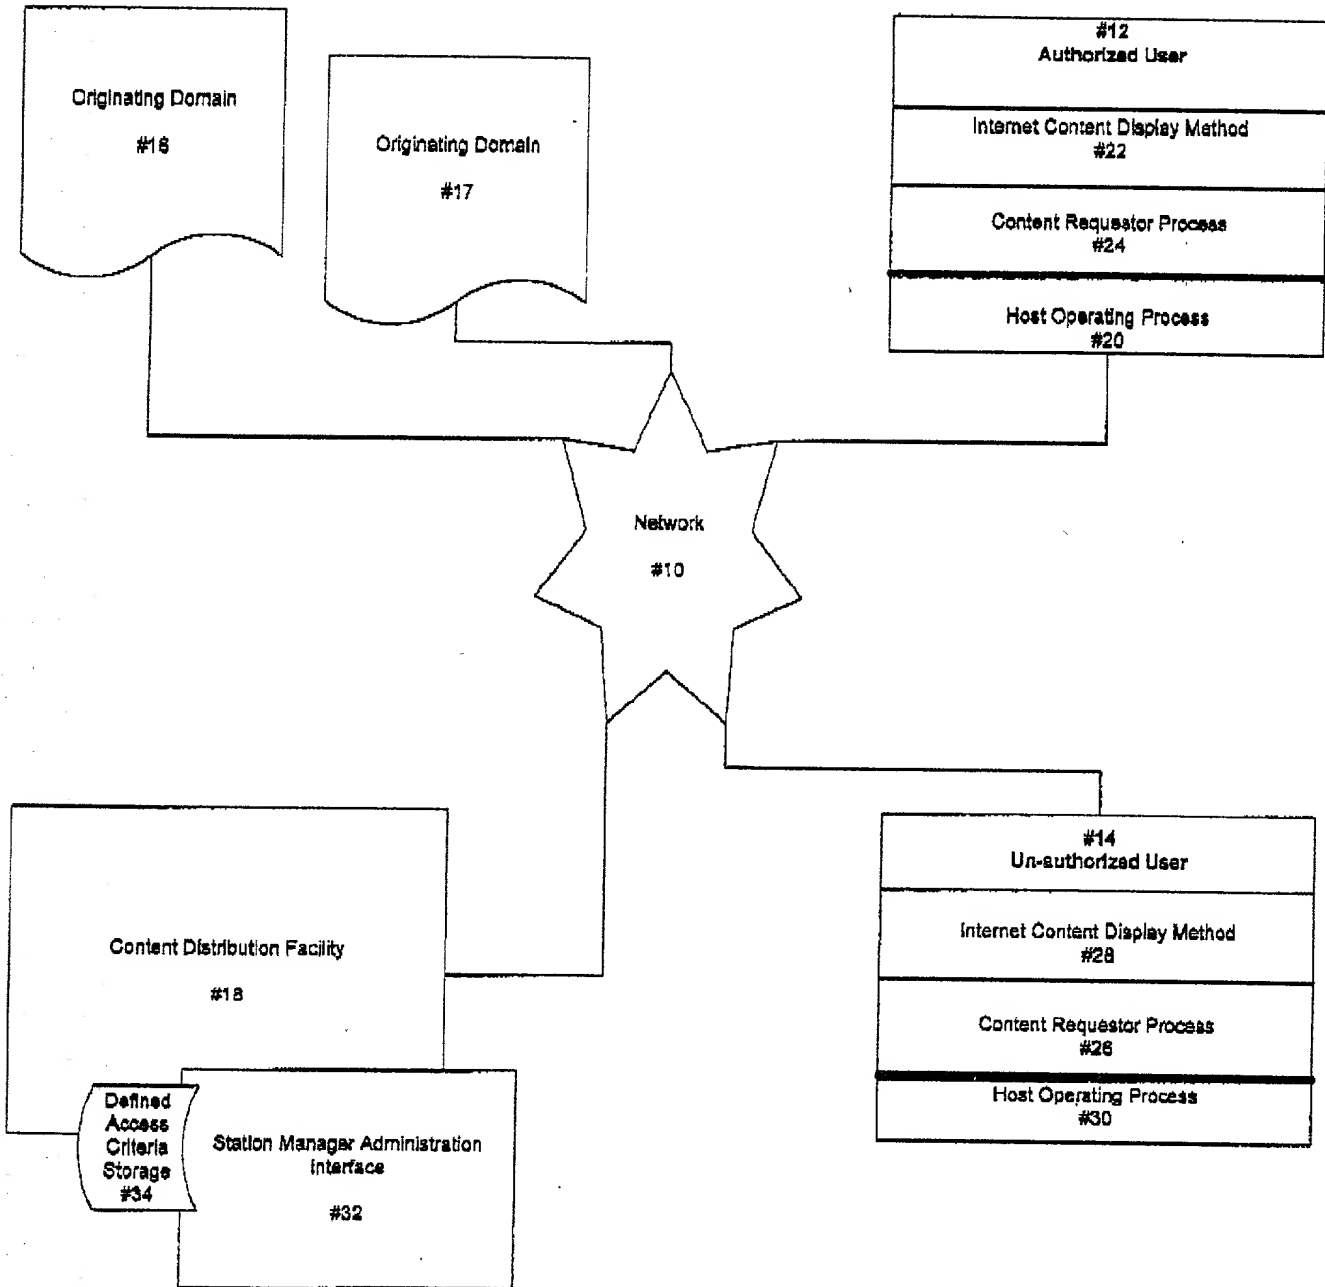 Originating Domain
#16
Originating Domain
#17
#12
Authorized User
Internet Content Display Method
#22
Content Requestor Process
#24
Host Operating Process
#20
Network
#10
Content Distribution Facility
#18
Defined
Access
Criteria
Storage
#34
Station Manager Administration
Interface
#32
#14
Un-authorized User
Internet Content Display Method
#28
Content Requestor Process
#26
Host Operating Process
#30